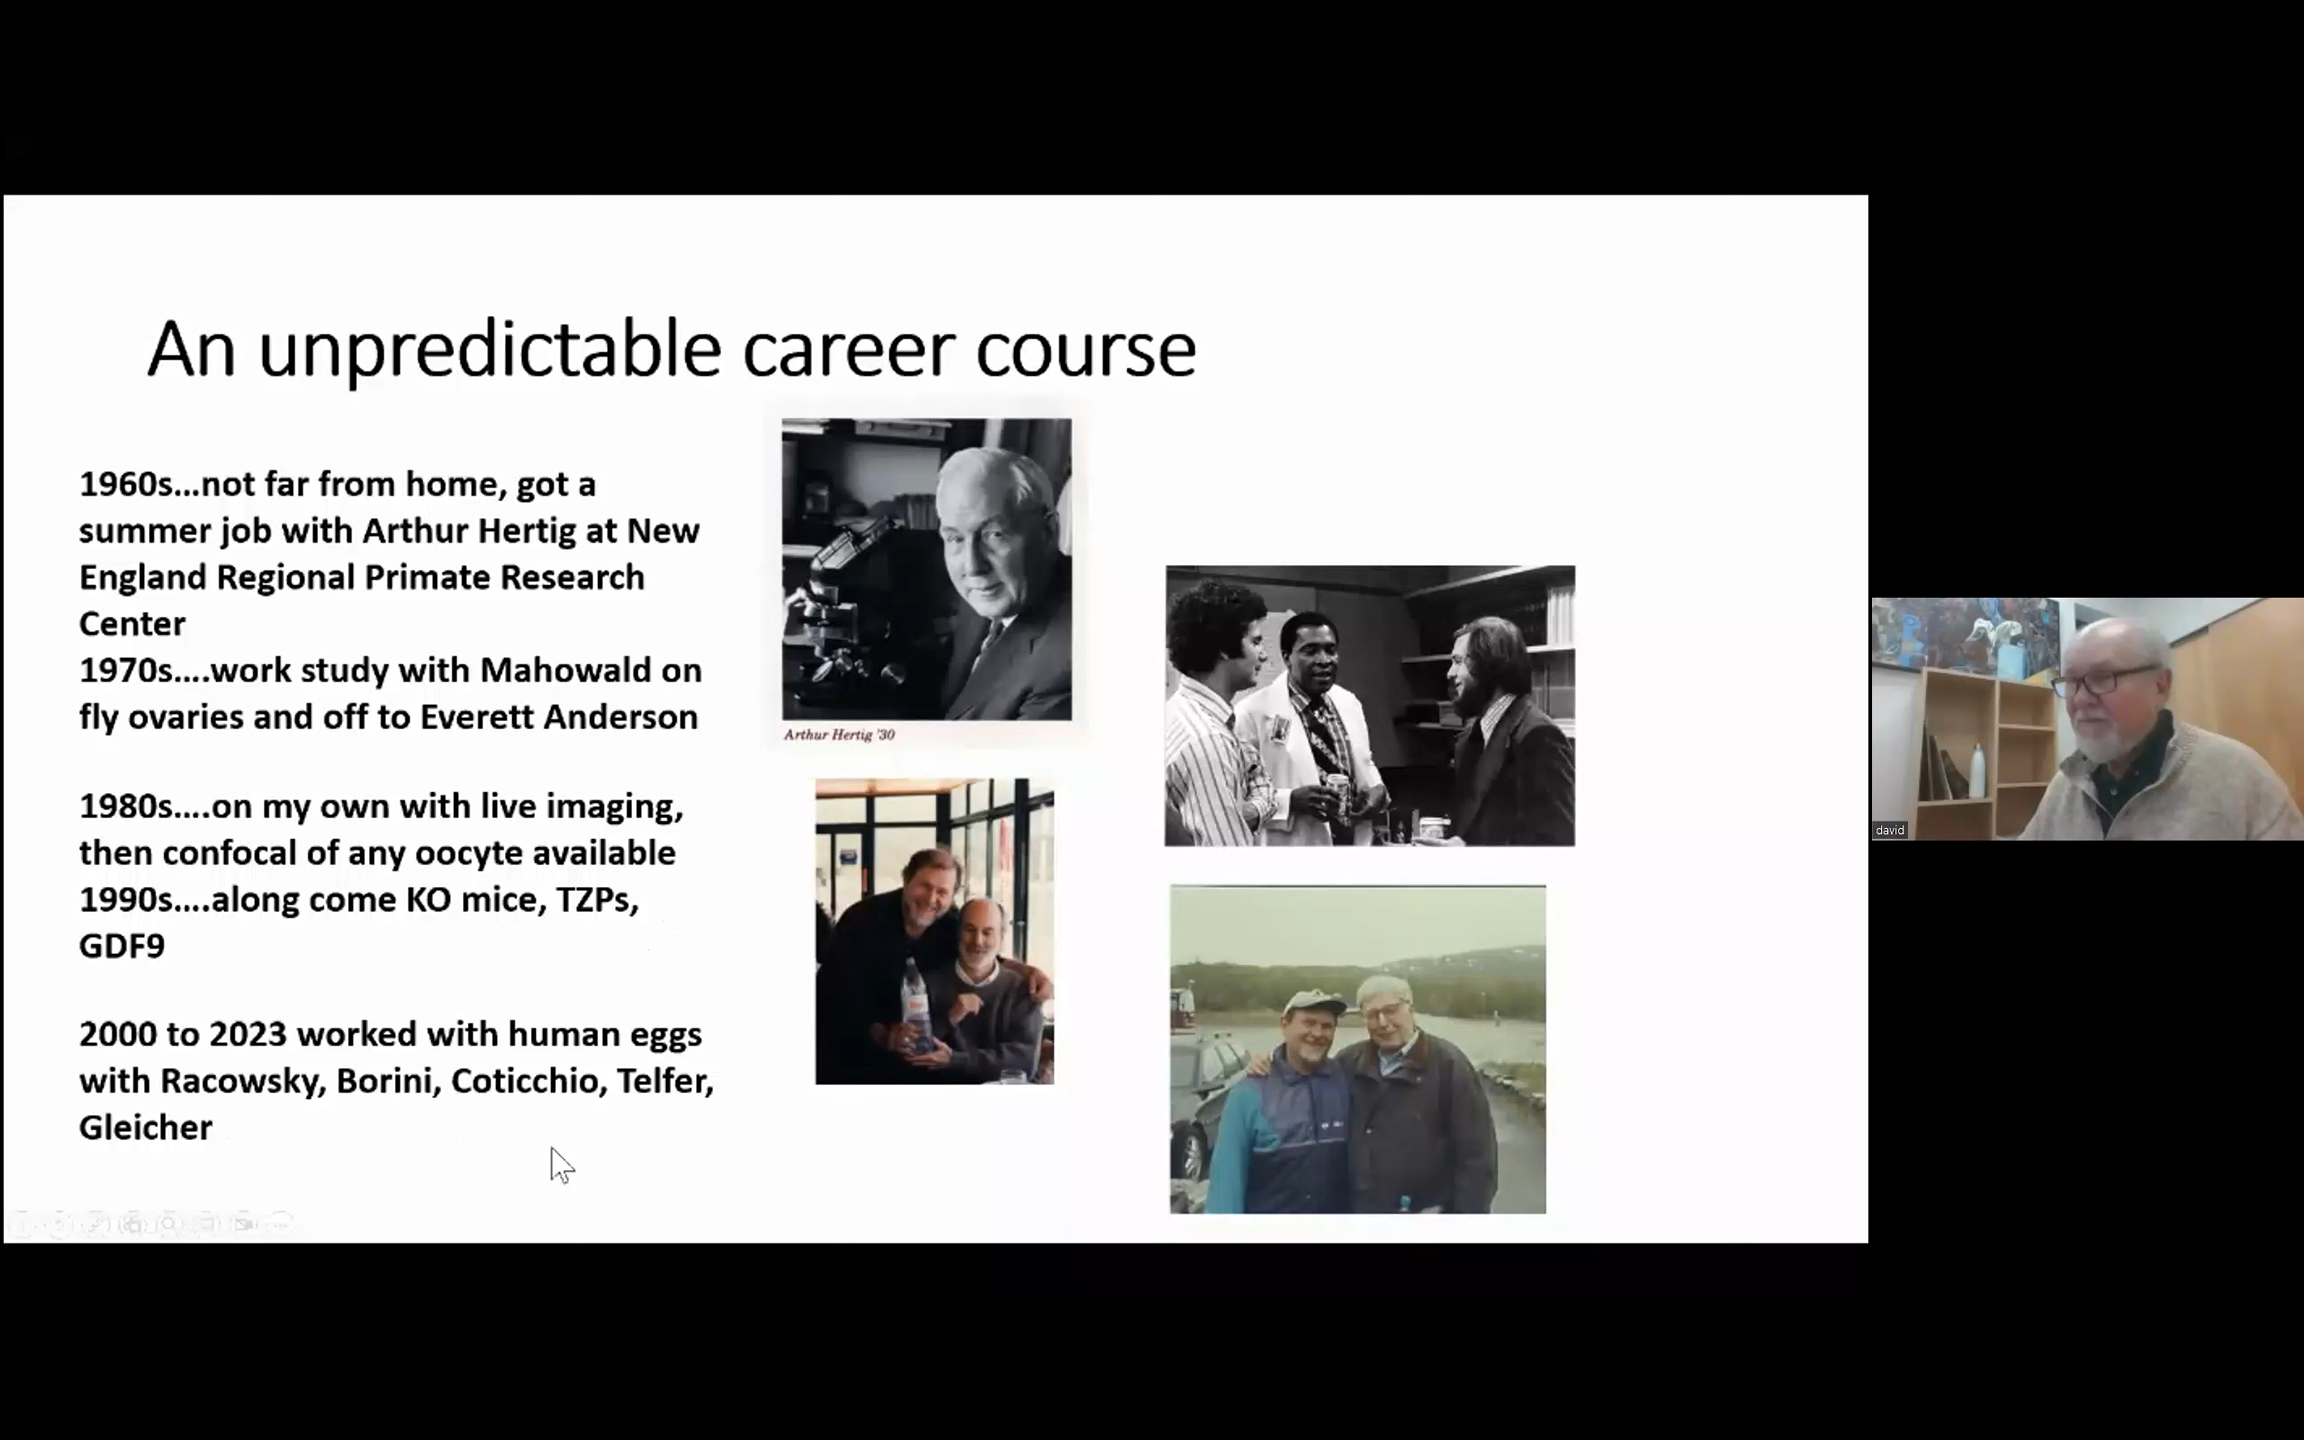 An unpredictable career course
1960s...not far from home, got a
summer job with Arthur Hertig at New
England Regional Primate Research
Center
1970s....work study with Mahowald on
fly ovaries and off to Everett Anderson
1980s....on my own with live imaging,
then confocal of any oocyte available
1990s....along come KO mice, TZPs,
GDF9
2000 to 2023 worked with human eggs
with Racowsky, Borini, Coticchio, Telfer,
Gleicher
Arthur Hertig '30
david